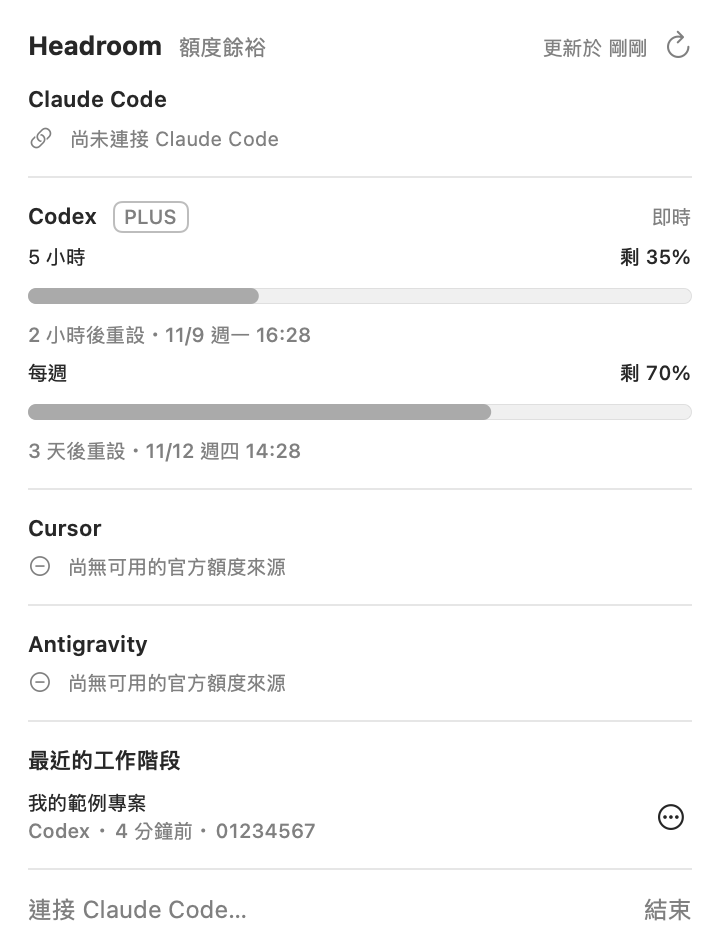 Headroom 額度餘裕 更新於 剛剛
Claude Code
尚未連接 Claude Code
Codex PLUS 即時
5 小時 剩 35%
2 小時後重設・11/9 週一 16:28
每週 剩 70%
3 天後重設・11/12 週四 14:28
Cursor
尚無可用的官方額度來源
Antigravity
尚無可用的官方額度來源
最近的工作階段
我的範例專案
Codex・4 分鐘前・01234567
連接 Claude Code... 結束